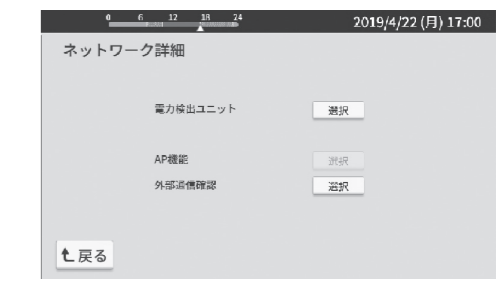 0 6 12 18 24 2019/4/22 (月) 17:00
ネットワーク詳細
電力検出ユニット 選択
AP機能 選択
外部通信確認 選択
戻る